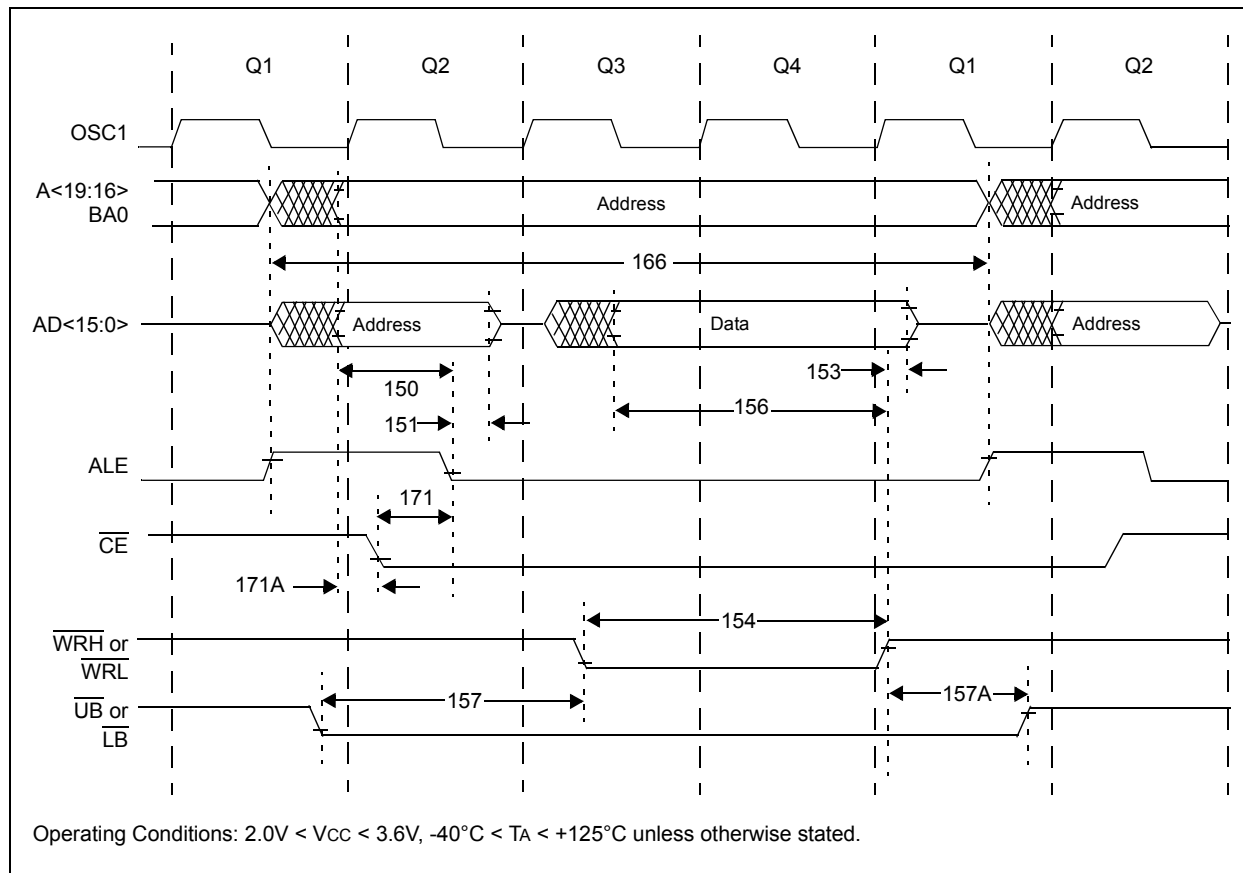 Q1 Q2 Q3 Q4 Q1 Q2
OSC1
A<19:16>
BA0
Address Address
166
AD<15:0>
Address Data Address
150
153
151
156
ALE
171
CE
171A
154
WRH or
WRL
157
157A
UB or
LB
Operating Conditions: 2.0V < VCC < 3.6V, -40°C < TA < +125°C unless otherwise stated.